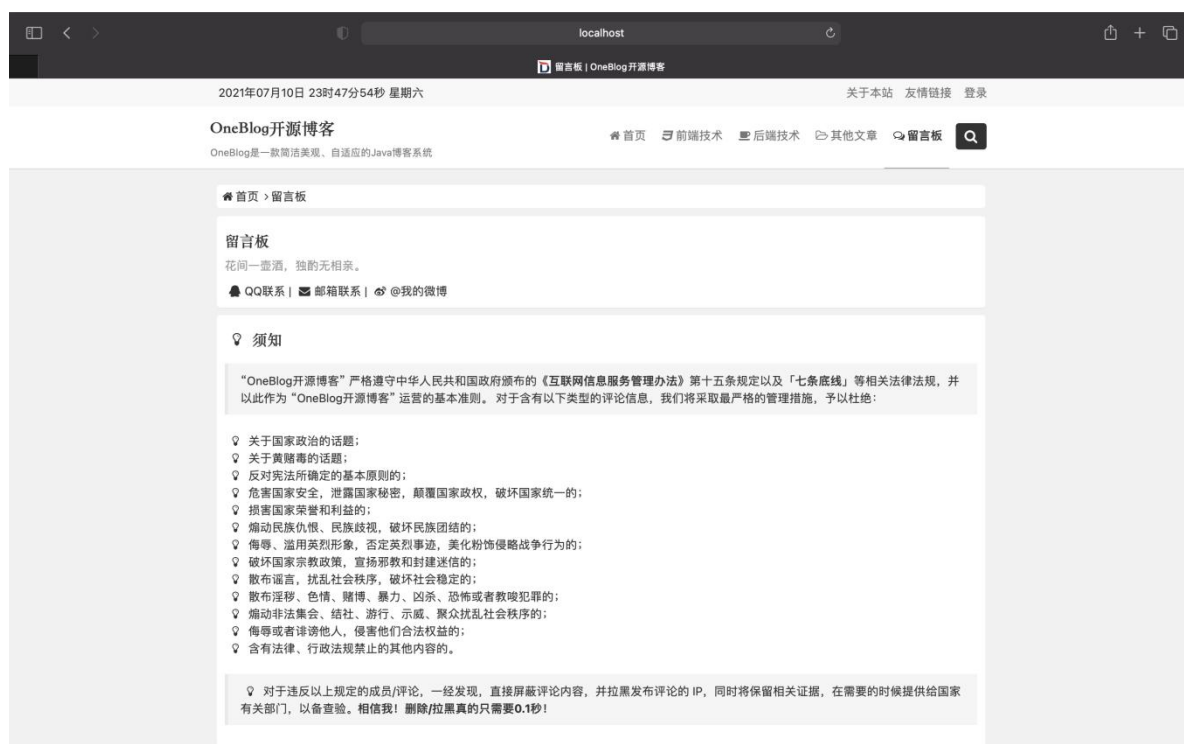 localhost
留言板 | OneBlog开源博客
2021年07月10日 23时47分54秒 星期六
关于本站 友情链接 登录
OneBlog开源博客
OneBlog是一款简洁美观、自适应的Java博客系统
首页 前端技术 后端技术 其他文章 留言板
首页 › 留言板
留言板
花间一壶酒，独酌无相亲。
QQ联系 | 邮箱联系 | @我的微博
须知
“OneBlog开源博客”严格遵守中华人民共和国政府颁布的《互联网信息服务管理办法》第十五条规定以及「七条底线」等相关法律法规，并
以此作为“OneBlog开源博客”运营的基本准则。 对于含有以下类型的评论信息，我们将采取最严格的管理措施，予以杜绝：
关于国家政治的话题；
关于黄赌毒的话题；
反对宪法所确定的基本原则的；
危害国家安全，泄露国家秘密，颠覆国家政权，破坏国家统一的；
损害国家荣誉和利益的；
煽动民族仇恨、民族歧视，破坏民族团结的；
侮辱、滥用英烈形象，否定英烈事迹，美化粉饰侵略战争行为的；
破坏国家宗教政策，宣扬邪教和封建迷信的；
散布谣言，扰乱社会秩序，破坏社会稳定的；
散布淫秽、色情、赌博、暴力、凶杀、恐怖或者教唆犯罪的；
煽动非法集会、结社、游行、示威、聚众扰乱社会秩序的；
侮辱或者诽谤他人，侵害他们合法权益的；
含有法律、行政法规禁止的其他内容的。
对于违反以上规定的成员/评论，一经发现，直接屏蔽评论内容，并拉黑发布评论的 IP，同时将保留相关证据，在需要的时候提供给国家
有关部门，以备查验。相信我！删除/拉黑真的只需要0.1秒！